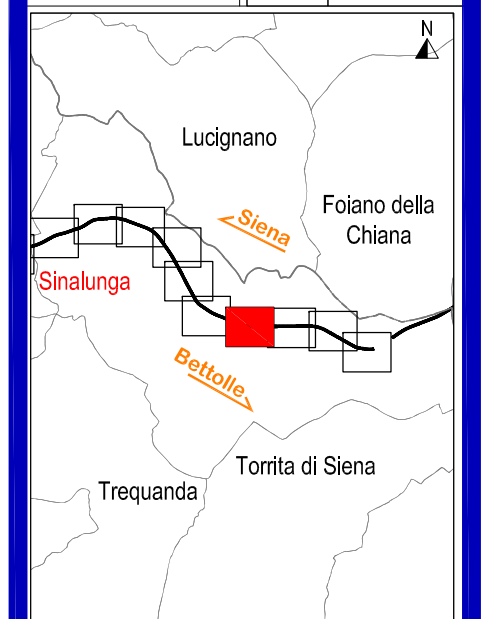 N
Lucignano
Siena
Foiano della
Chiana
Sinalunga
Bettolle
Torrita di Siena
Trequanda